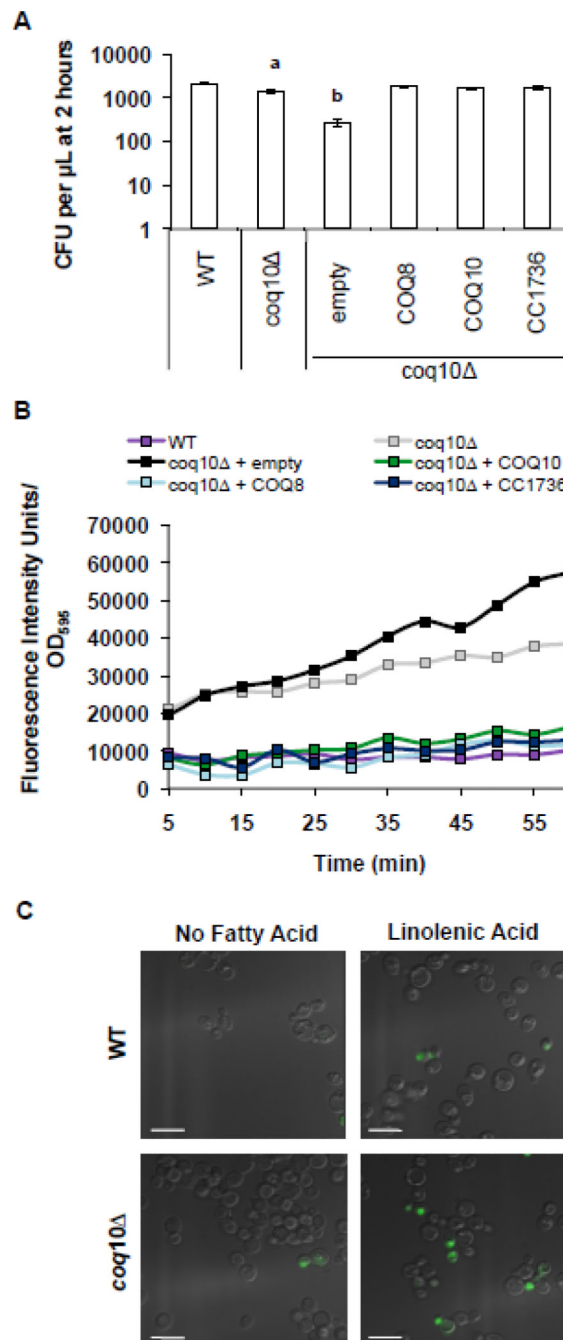 A
CFU per µL at 2 hours
10000
1000
100
10
1
a
b
WT
coq10Δ
empty
COQ8
COQ10
CC1736
coq10Δ
B
WT
coq10Δ
coq10Δ + empty
coq10Δ + COQ10
coq10Δ + COQ8
coq10Δ + CC1736
Fluorescence Intensity Units/
OD595
70000
60000
50000
40000
30000
20000
10000
0
5 15 25 35 45 55
Time (min)
C
No Fatty Acid Linolenic Acid
WT
coq10Δ